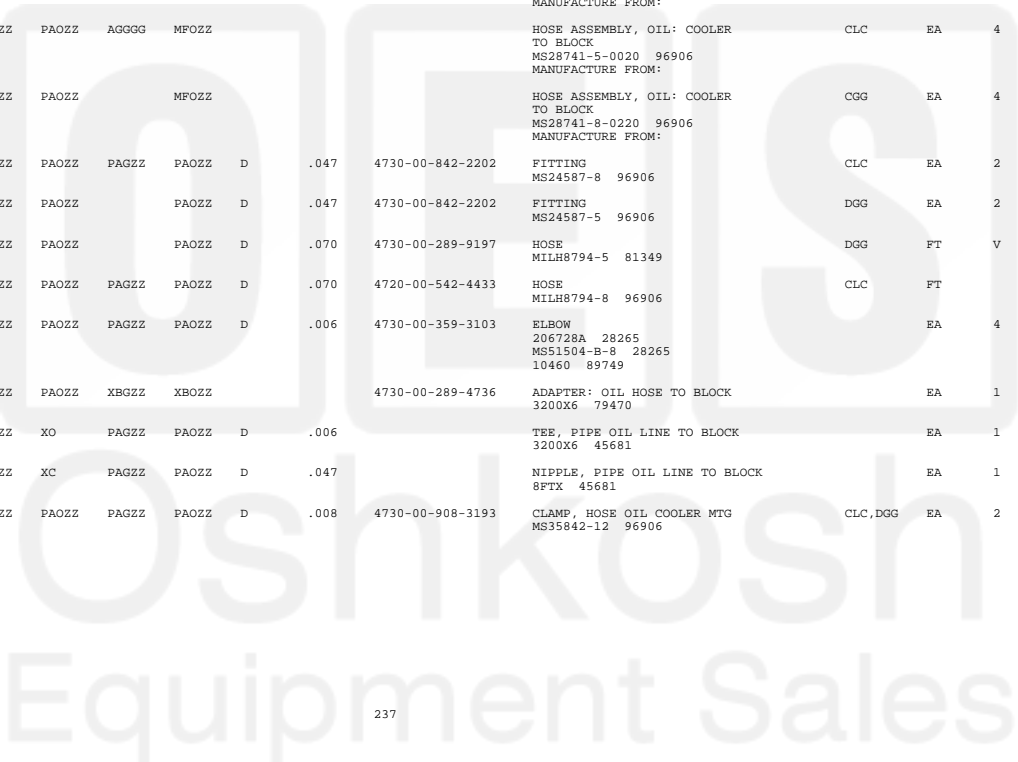 MANUFACTURE FROM:
ZZ PAOZZ AGGGG MFOZZ HOSE ASSEMBLY, OIL: COOLER CLC EA 4
TO BLOCK
MS28741-5-0020 96906
MANUFACTURE FROM:
ZZ PAOZZ MFOZZ HOSE ASSEMBLY, OIL: COOLER CGG EA 4
TO BLOCK
MS28741-8-0220 96906
MANUFACTURE FROM:
ZZ PAOZZ PAGZZ PAOZZ D .047 4730-00-842-2202 FITTING CLC EA 2
MS24587-8 96906
ZZ PAOZZ PAOZZ D .047 4730-00-842-2202 FITTING DGG EA 2
MS24587-5 96906
ZZ PAOZZ PAOZZ D .070 4730-00-289-9197 HOSE DGG FT V
MILH8794-5 81349
ZZ PAOZZ PAGZZ PAOZZ D .070 4720-00-542-4433 HOSE CLC FT
MILH8794-8 96906
ZZ PAOZZ PAGZZ PAOZZ D .006 4730-00-359-3103 ELBOW EA 4
206728A 28265
MS51504-B-8 28265
10460 89749
ZZ PAOZZ XBGZZ XBOZZ 4730-00-289-4736 ADAPTER: OIL HOSE TO BLOCK EA 1
3200X6 79470
ZZ XO PAGZZ PAOZZ D .006 TEE, PIPE OIL LINE TO BLOCK EA 1
3200X6 45681
ZZ XC PAGZZ PAOZZ D .047 NIPPLE, PIPE OIL LINE TO BLOCK EA 1
8FTX 45681
ZZ PAOZZ PAGZZ PAOZZ D .008 4730-00-908-3193 CLAMP, HOSE OIL COOLER MTG CLC,DGG EA 2
MS35842-12 96906
OES
Oshkosh
Equipment Sales
237